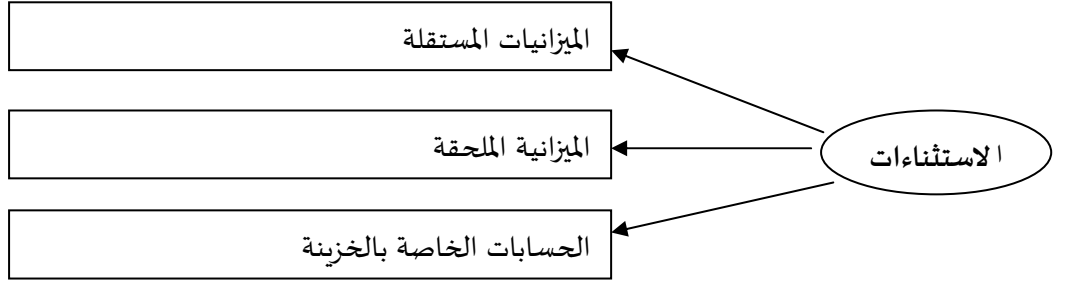 الاستثناءات
الميزانيات المستقلة
الميزانية الملحقة
الحسابات الخاصة بالخزينة